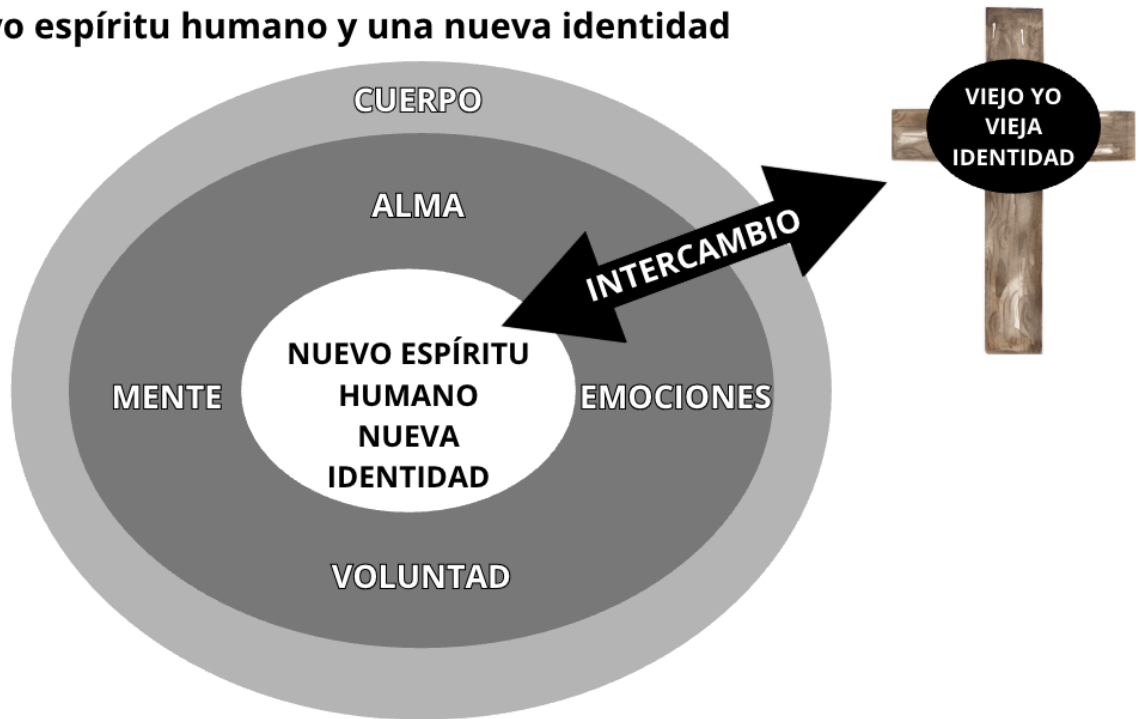 vo espíritu humano y una nueva identidad
CUERPO
VIEJO YO
VIEJA
IDENTIDAD
ALMA
INTERCAMBIO
NUEVO ESPÍRITU
HUMANO
NUEVA
IDENTIDAD
MENTE
EMOCIONES
VOLUNTAD